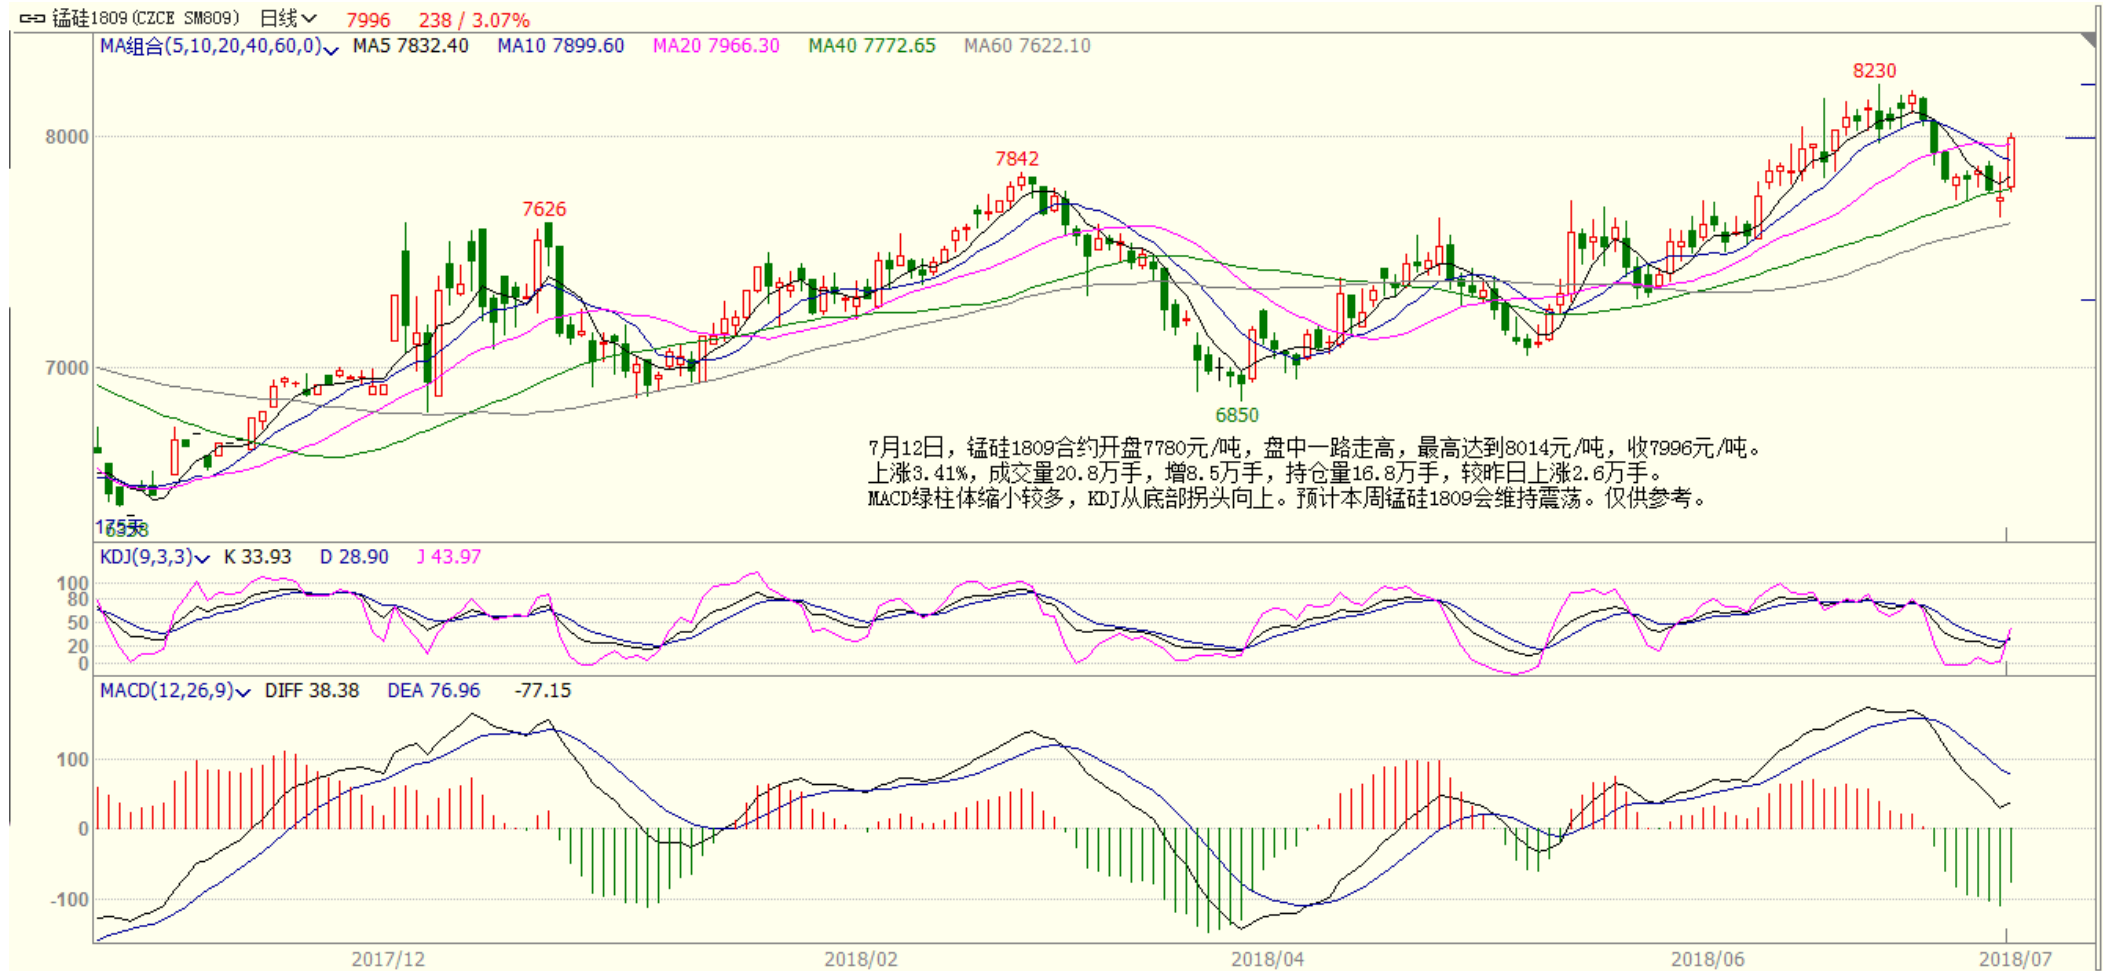 锰硅1809(CZCE SM809) 日线 7996 238 / 3.07%
MA组合(5,10,20,40,60,0) MA5 7832.40 MA10 7899.60 MA20 7966.30 MA40 7772.65 MA60 7622.10
8230
8000
7842
7626
7000
6850
7月12日，锰硅1809合约开盘7780元/吨，盘中一路走高，最高达到8014元/吨，收7996元/吨。
上涨3.41%，成交量20.8万手，增8.5万手，持仓量16.8万手，较昨日上涨2.6万手。
MACD绿柱体缩小较多，KDJ从底部拐头向上。预计本周锰硅1809会维持震荡。仅供参考。
175天
KDJ(9,3,3) K 33.93 D 28.90 J 43.97
100
80
50
20
0
MACD(12,26,9) DIFF 38.38 DEA 76.96 -77.15
100
0
-100
2017/12 2018/02 2018/04 2018/06 2018/07